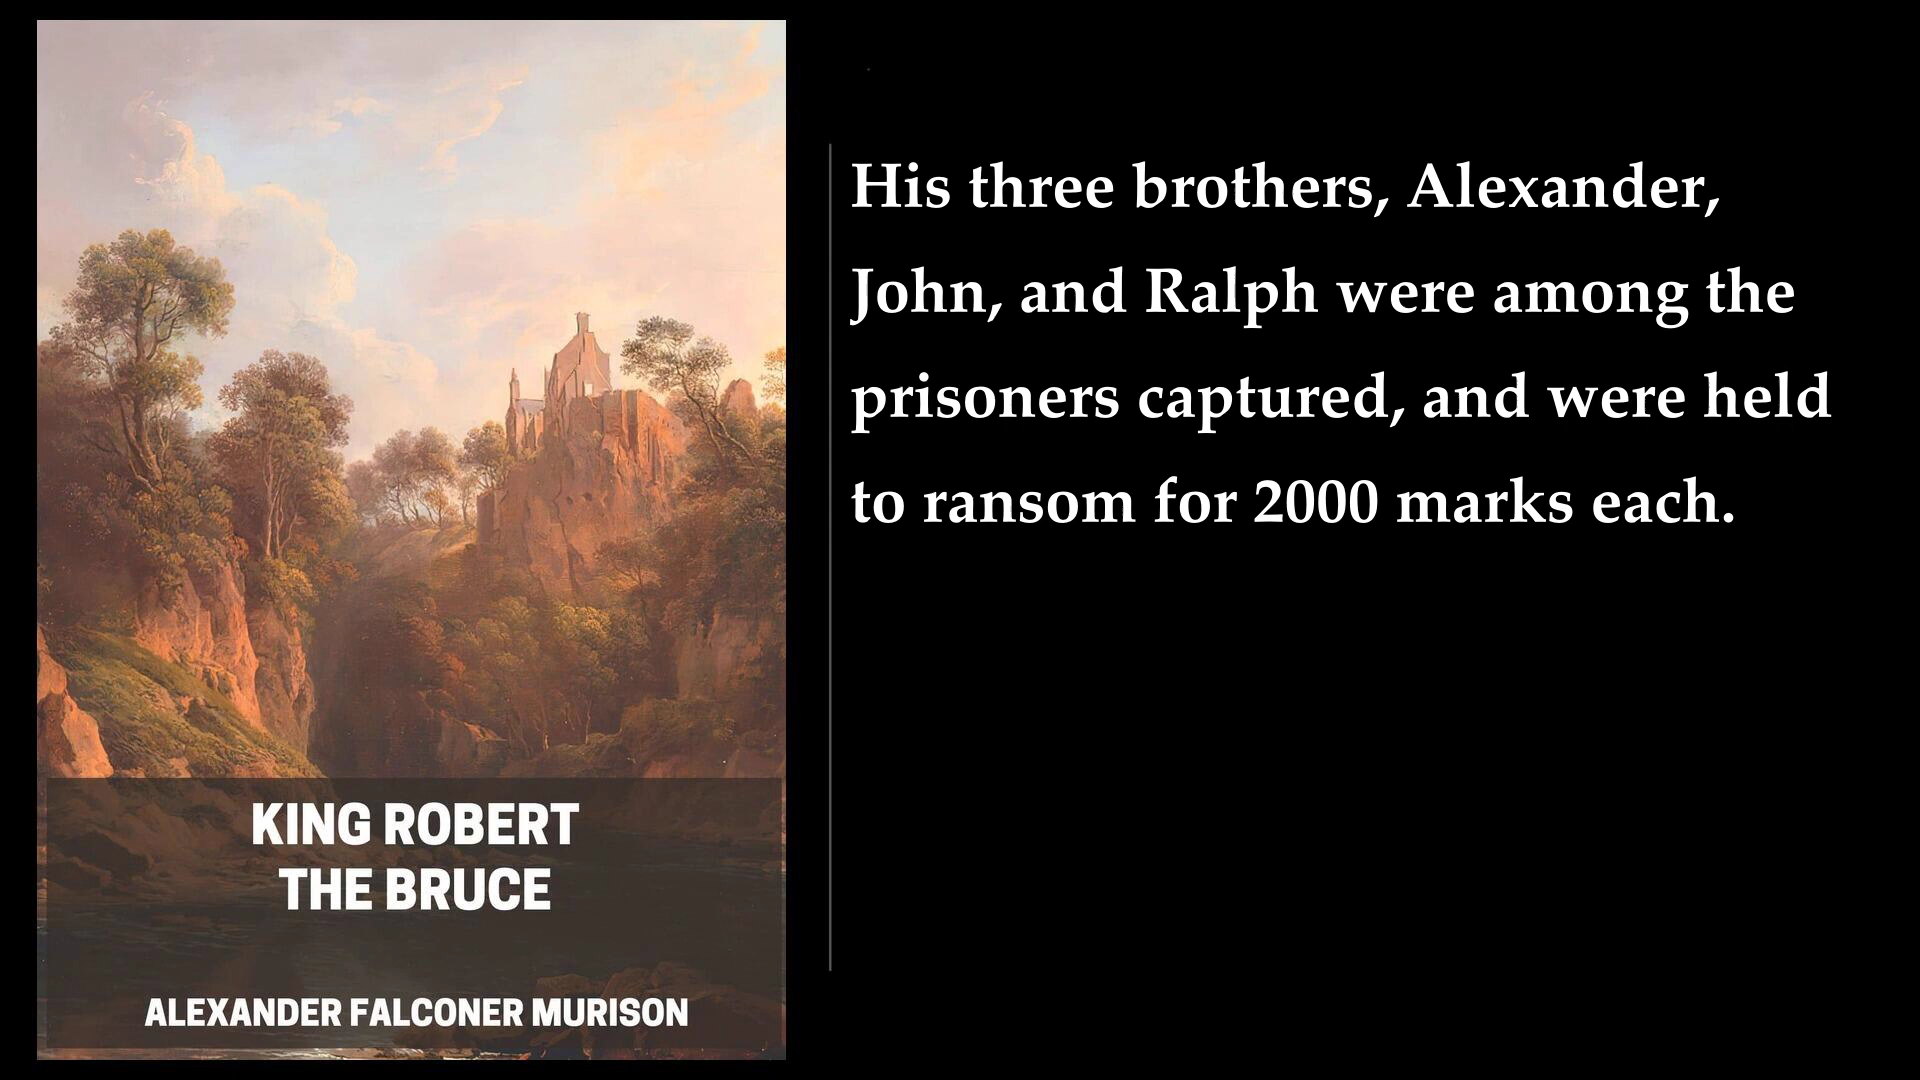 His three brothers, Alexander,
John, and Ralph were among the
prisoners captured, and were held
to ransom for 2000 marks each.
KING ROBERT
THE BRUCE
ALEXANDER FALCONER MURISON